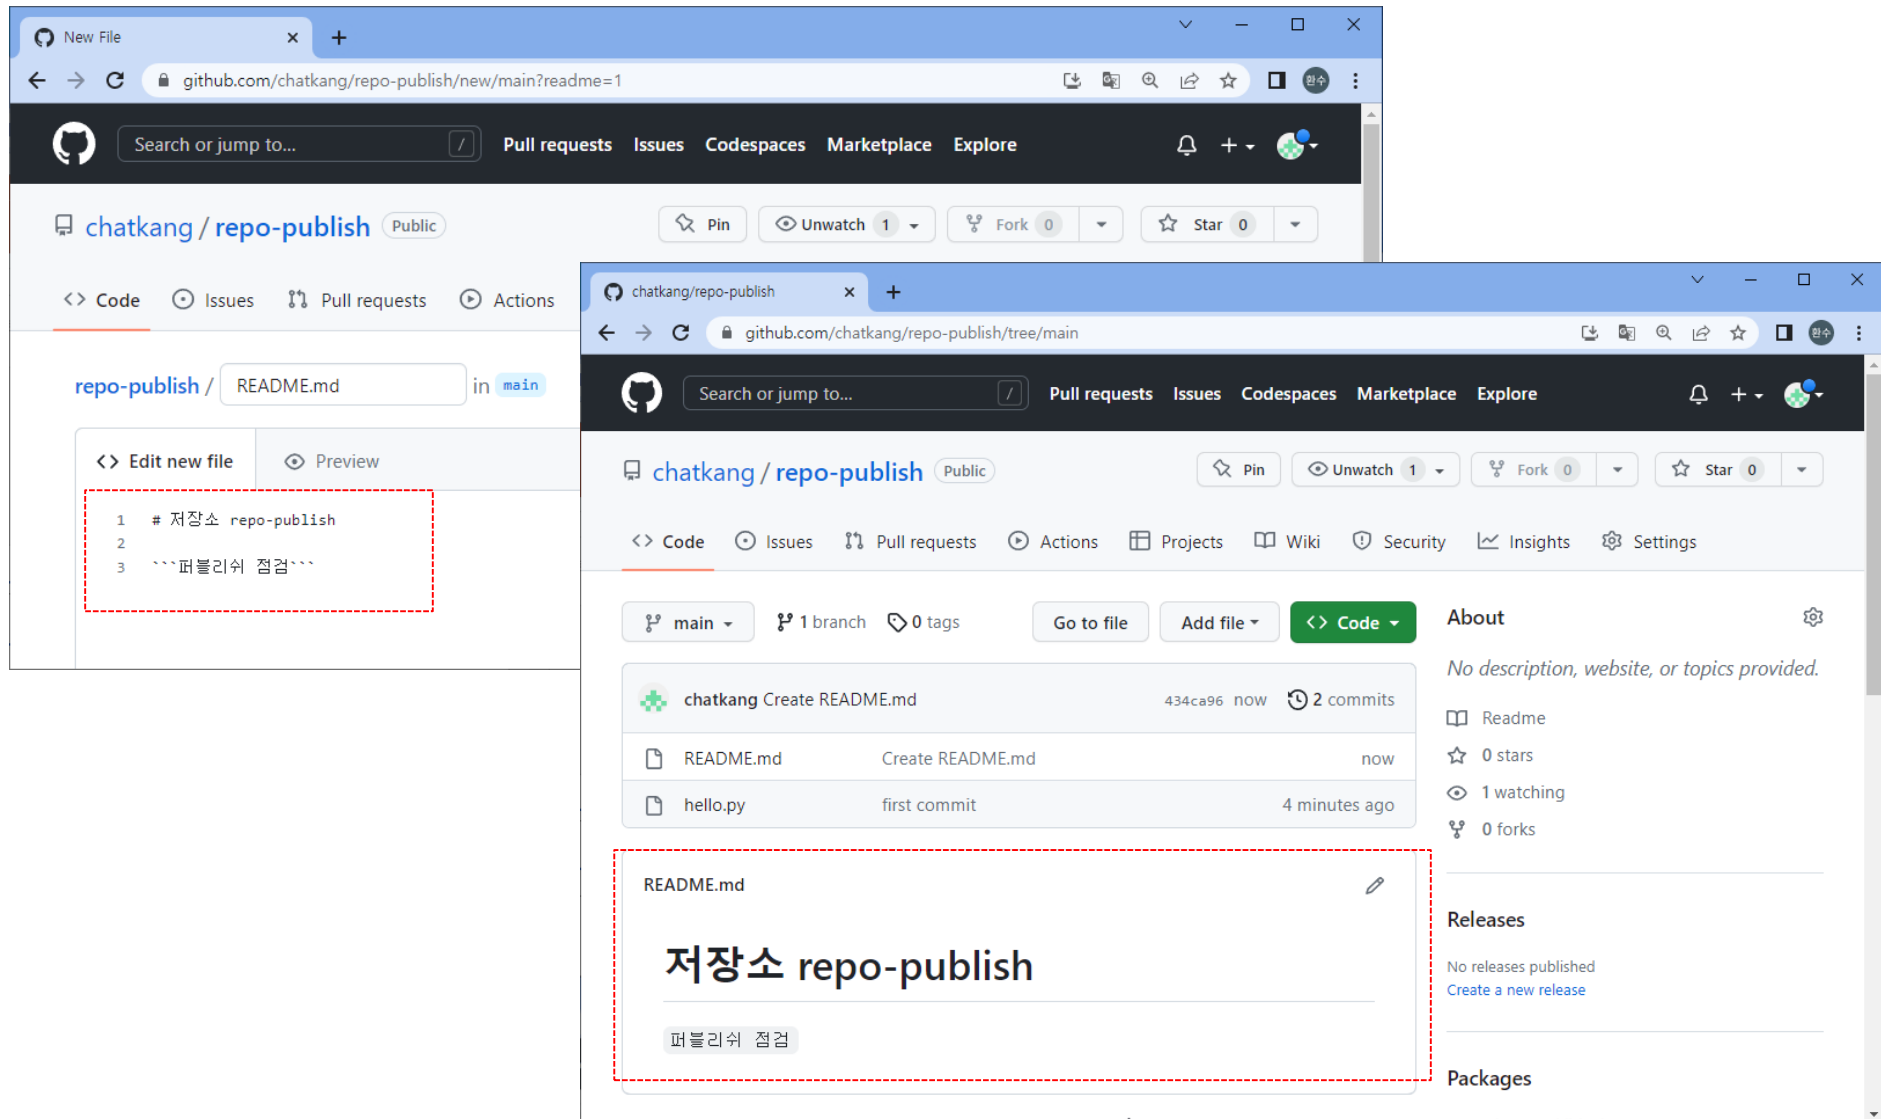 New File
github.com/chatkang/repo-publish/new/main?readme=1
환수
Search or jump to... /
Pull requests Issues Codespaces Marketplace Explore
chatkang / repo-publish Public
Pin Unwatch 1 Fork 0 Star 0
Code Issues Pull requests Actions
repo-publish / README.md in main
Edit new file Preview
1 # 저장소 repo-publish
2
3 ```퍼블리쉬 점검```
chatkang/repo-publish
github.com/chatkang/repo-publish/tree/main
환수
Search or jump to... /
Pull requests Issues Codespaces Marketplace Explore
chatkang / repo-publish Public
Pin Unwatch 1 Fork 0 Star 0
Code Issues Pull requests Actions Projects Wiki Security Insights Settings
main 1 branch 0 tags Go to file Add file Code
chatkang Create README.md 434ca96 now 2 commits
README.md Create README.md now
hello.py first commit 4 minutes ago
README.md
저장소 repo-publish
퍼블리쉬 점검
About
No description, website, or topics provided.
Readme
0 stars
1 watching
0 forks
Releases
No releases published
Create a new release
Packages